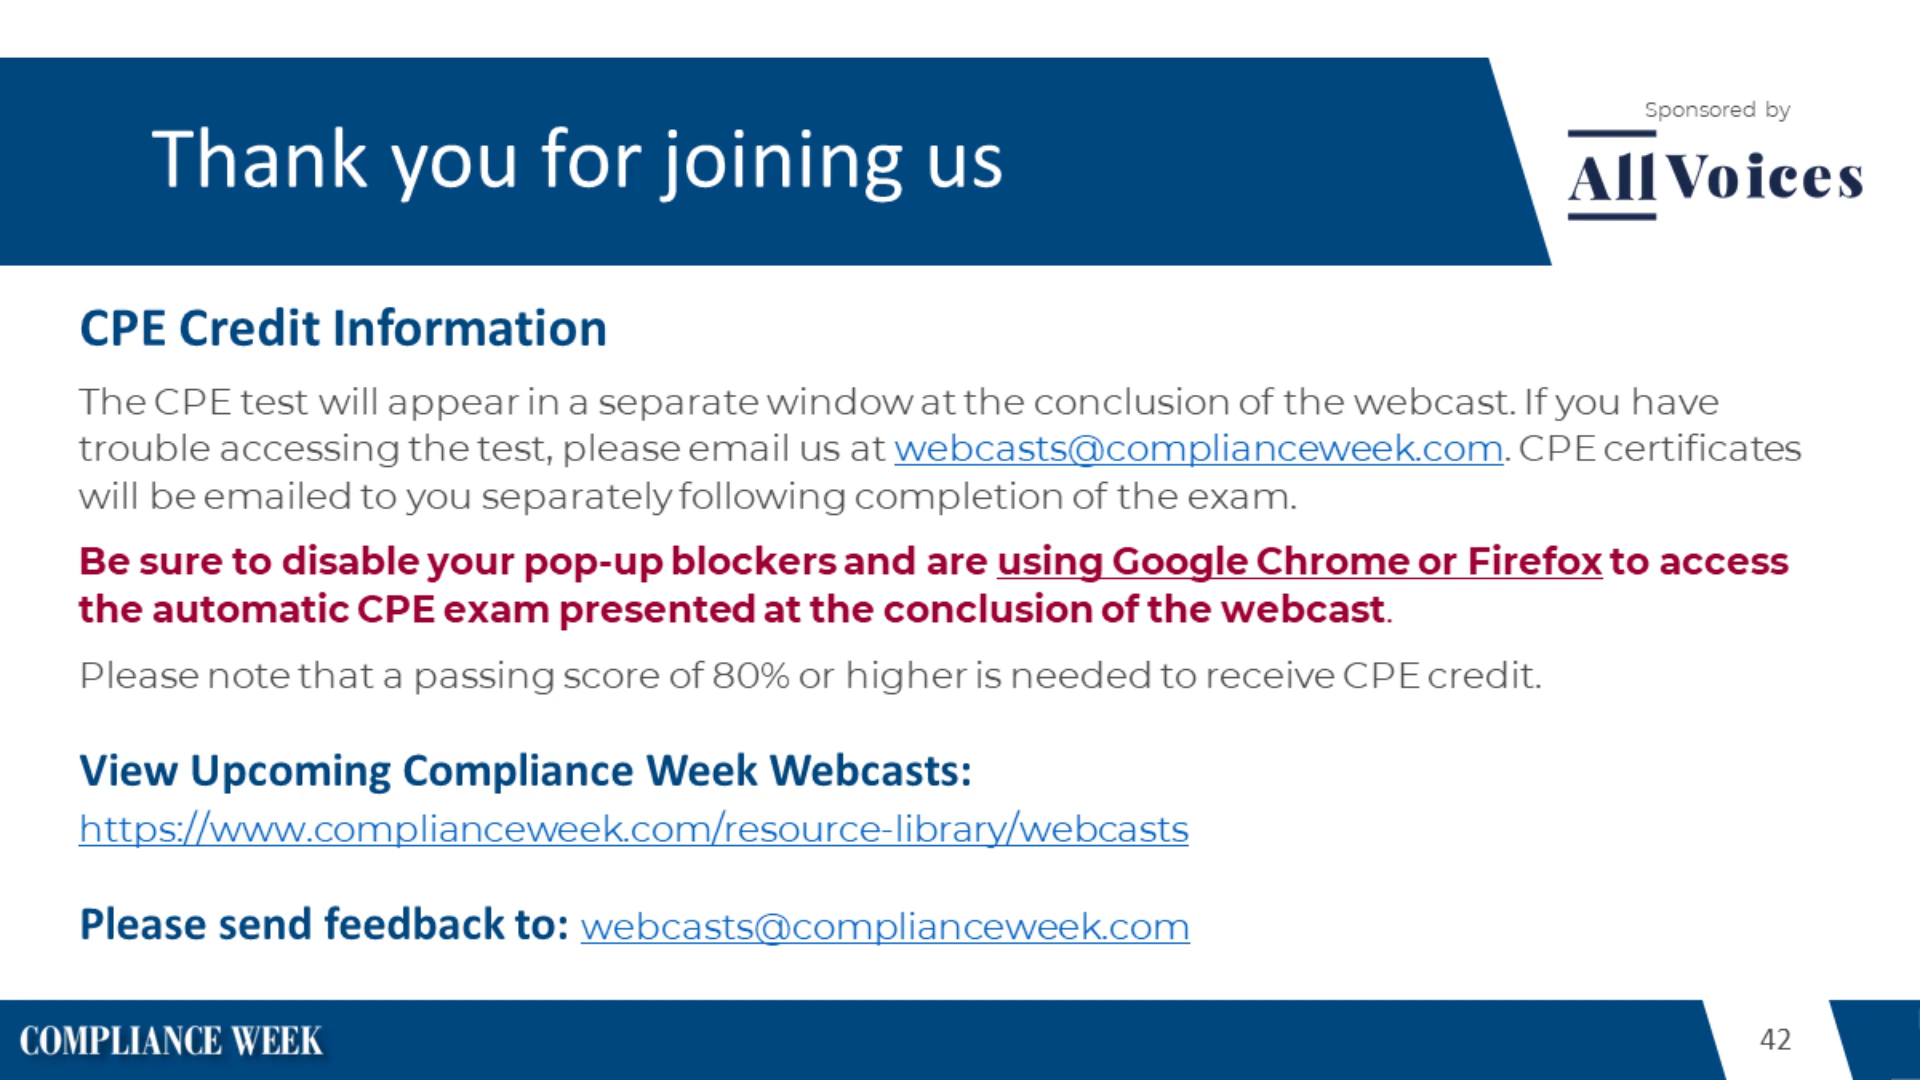 Thank you for joining us
Sponsored by
AllVoices
CPE Credit Information
The CPE test will appear in a separate window at the conclusion of the webcast. If you have
trouble accessing the test, please email us at webcasts@complianceweek.com. CPE certificates
will be emailed to you separately following completion of the exam.
Be sure to disable your pop-up blockers and are using Google Chrome or Firefox to access
the automatic CPE exam presented at the conclusion of the webcast.
Please note that a passing score of 80% or higher is needed to receive CPE credit.
View Upcoming Compliance Week Webcasts:
https://www.complianceweek.com/resource-library/webcasts
Please send feedback to: webcasts@complianceweek.com
COMPLIANCE WEEK
42